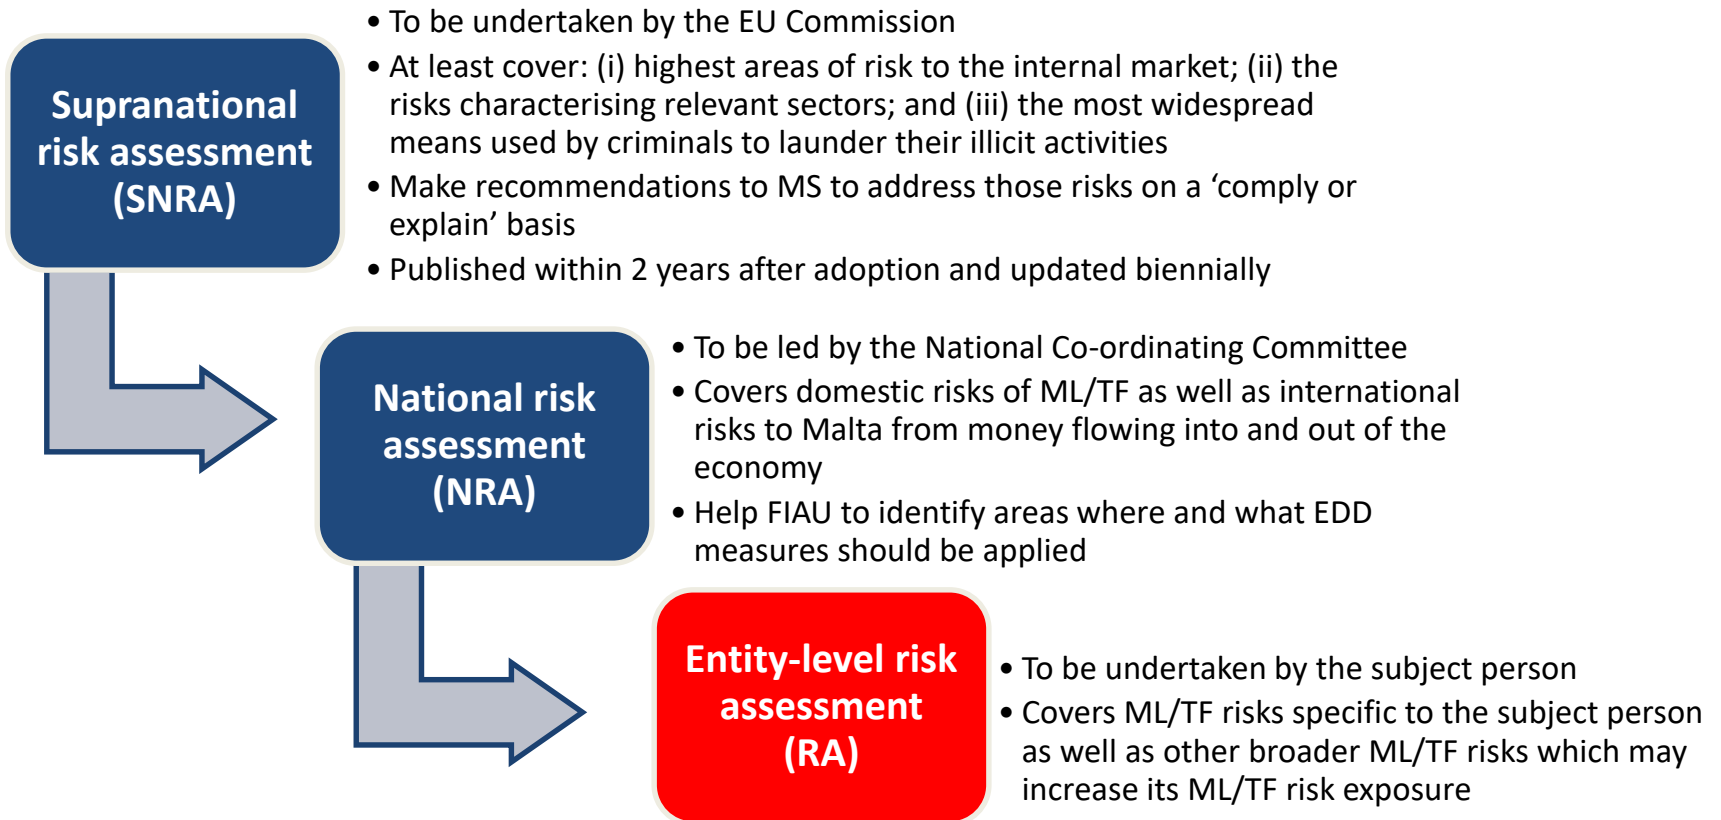 Supranational
risk assessment
(SNRA)
• To be undertaken by the EU Commission
• At least cover: (i) highest areas of risk to the internal market; (ii) the
risks characterising relevant sectors; and (iii) the most widespread
means used by criminals to launder their illicit activities
• Make recommendations to MS to address those risks on a ‘comply or
explain’ basis
• Published within 2 years after adoption and updated biennially
National risk
assessment
(NRA)
• To be led by the National Co-ordinating Committee
• Covers domestic risks of ML/TF as well as international
risks to Malta from money flowing into and out of the
economy
• Help FIAU to identify areas where and what EDD
measures should be applied
Entity-level risk
assessment
(RA)
• To be undertaken by the subject person
• Covers ML/TF risks specific to the subject person
as well as other broader ML/TF risks which may
increase its ML/TF risk exposure